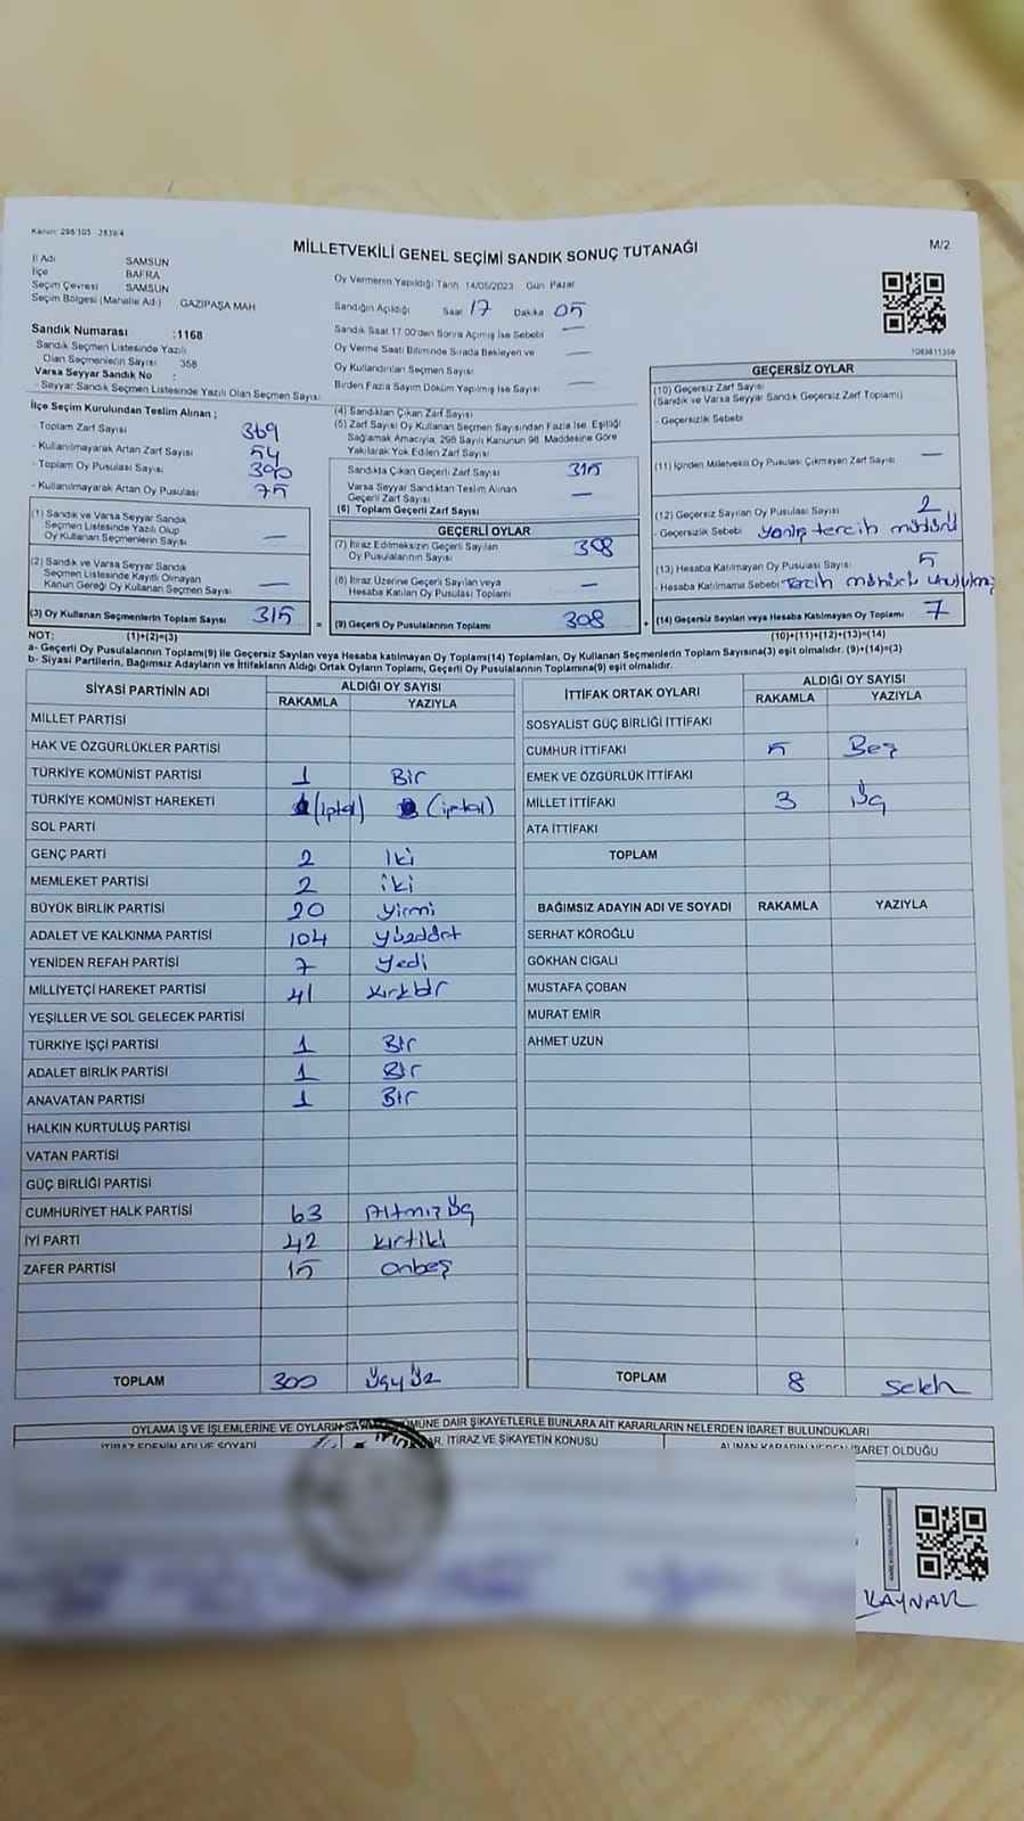 Kanun: 298/105 - 2839/4
MİLLETVEKİLİ GENEL SEÇİMİ SANDIK SONUÇ TUTANAĞI
M/2
İl Adı SAMSUN
İlçe BAFRA
Seçim Çevresi SAMSUN
Seçim Bölgesi (Mahalle Adı) GAZİPAŞA MAH
Sandık Numarası :1168
Sandık Seçmen Listesinde Yazılı
Olan Seçmenlerin Sayısı 358
Varsa Seyyar Sandık No :
- Seyyar Sandık Seçmen Listesinde Yazılı Olan Seçmen Sayısı
Oy Vermenin Yapıldığı Tarih 14/05/2023 Gün Pazar
Sandığın Açıldığı Saat 17 Dakika 05
Sandık Saat 17.00'den Sonra Açılmış İse Sebebi —
Oy Verme Saati Bitiminde Sırada Bekleyen ve
Oy Kullandırılan Seçmen Sayısı —
Birden Fazla Sayım Döküm Yapılmış İse Sayısı —
İlçe Seçim Kurulundan Teslim Alınan ;
- Toplam Zarf Sayısı 369
- Kullanılmayarak Artan Zarf Sayısı 54
- Toplam Oy Pusulası Sayısı 390
- Kullanılmayarak Artan Oy Pusulası 75
(1) Sandık ve Varsa Seyyar Sandık
Seçmen Listesinde Yazılı Olup
Oy Kullanan Seçmenlerin Sayısı —
(2) Sandık ve Varsa Seyyar Sandık
Seçmen Listesinde Kayıtlı Olmayan
Kanun Gereği Oy Kullanan Seçmen Sayısı —
(3) Oy Kullanan Seçmenlerin Toplam Sayısı 315
(4) Sandıktan Çıkan Zarf Sayısı
(5) Zarf Sayısı Oy Kullanan Seçmen Sayısından Fazla İse, Eşitliği
Sağlamak Amacıyla, 298 Sayılı Kanunun 98. Maddesine Göre
Yakılarak Yok Edilen Zarf Sayısı
Sandıkta Çıkan Geçerli Zarf Sayısı 315
Varsa Seyyar Sandıktan Teslim Alınan
Geçerli Zarf Sayısı —
(6) Toplam Geçerli Zarf Sayısı
GEÇERLİ OYLAR
(7) İtiraz Edilmeksizin Geçerli Sayılan
Oy Pusulalarının Sayısı 308
(8) İtiraz Üzerine Geçerli Sayılan veya
Hesaba Katılan Oy Pusulası Toplamı —
= (9) Geçerli Oy Pusulalarının Toplamı 308 +
1083811358
GEÇERSİZ OYLAR
(10) Geçersiz Zarf Sayısı
(Sandık ve Varsa Seyyar Sandık Geçersiz Zarf Toplamı)
- Geçersizlik Sebebi
(11) İçinden Milletvekili Oy Pusulası Çıkmayan Zarf Sayısı —
(12) Geçersiz Sayılan Oy Pusulası Sayısı 2
- Geçersizlik Sebebi Yanlış tercih mührü
(13) Hesaba Katılmayan Oy Pusulası Sayısı 5
- Hesaba Katılmama Sebebi Tercih
(14) Geçersiz Sayılan veya Hesaba Katılmayan Oy Toplamı 7
NOT: (1)+(2)=(3) (10)+(11)+(12)+(13)=(14)
a- Geçerli Oy Pusulalarının Toplamı(9) ile Geçersiz Sayılan veya Hesaba katılmayan Oy Toplamı(14) Toplamları, Oy Kullanan Seçmenlerin Toplam Sayısına(3) eşit olmalıdır. (9)+(14)=(3)
b- Siyasi Partilerin, Bağımsız Adayların ve İttifakların Aldığı Ortak Oyların Toplamı, Geçerli Oy Pusulalarının Toplamına(9) eşit olmalıdır.
SİYASİ PARTİNİN ADI ALDIĞI OY SAYISI
RAKAMLA YAZIYLA
MİLLET PARTİSİ
HAK VE ÖZGÜRLÜKLER PARTİSİ
TÜRKİYE KOMÜNİST PARTİSİ 1 Bir
TÜRKİYE KOMÜNİST HAREKETİ (iptal) (iptal)
SOL PARTİ
GENÇ PARTİ 2 İki
MEMLEKET PARTİSİ 2 iki
BÜYÜK BİRLİK PARTİSİ 20 Yirmi
ADALET VE KALKINMA PARTİSİ 104 yüzdört
YENİDEN REFAH PARTİSİ 7 Yedi
MİLLİYETÇİ HAREKET PARTİSİ 41 Kırkbir
YEŞİLLER VE SOL GELECEK PARTİSİ
TÜRKİYE İŞÇİ PARTİSİ 1 Bir
ADALET BİRLİK PARTİSİ 1 Bir
ANAVATAN PARTİSİ 1 Bir
HALKIN KURTULUŞ PARTİSİ
VATAN PARTİSİ
GÜÇ BİRLİĞİ PARTİSİ
CUMHURİYET HALK PARTİSİ 63 Altmış üç
İYİ PARTİ 42 kırkiki
ZAFER PARTİSİ 15 onbeş
TOPLAM 300 Üçyüz
İTTİFAK ORTAK OYLARI ALDIĞI OY SAYISI
RAKAMLA YAZIYLA
SOSYALİST GÜÇ BİRLİĞİ İTTİFAKI
CUMHUR İTTİFAKI 5 Beş
EMEK VE ÖZGÜRLÜK İTTİFAKI
MİLLET İTTİFAKI 3 üç
ATA İTTİFAKI
TOPLAM
BAĞIMSIZ ADAYIN ADI VE SOYADI RAKAMLA YAZIYLA
SERHAT KÖROĞLU
GÖKHAN CIGALI
MUSTAFA ÇOBAN
MURAT EMİR
AHMET UZUN
TOPLAM 8 Sekiz
OYLAMA İŞ VE İŞLEMLERİNE VE OYLARIN DÖKÜMÜNE DAİR ŞİKAYETLERLE BUNLARA AİT KARARLARIN NELERDEN İBARET BULUNDUKLARI
İTİRAZ EDENİN ADI VE SOYADI İTİRAZ VE ŞİKAYETİN KONUSU ALINAN KARARIN NEDEN İBARET OLDUĞU